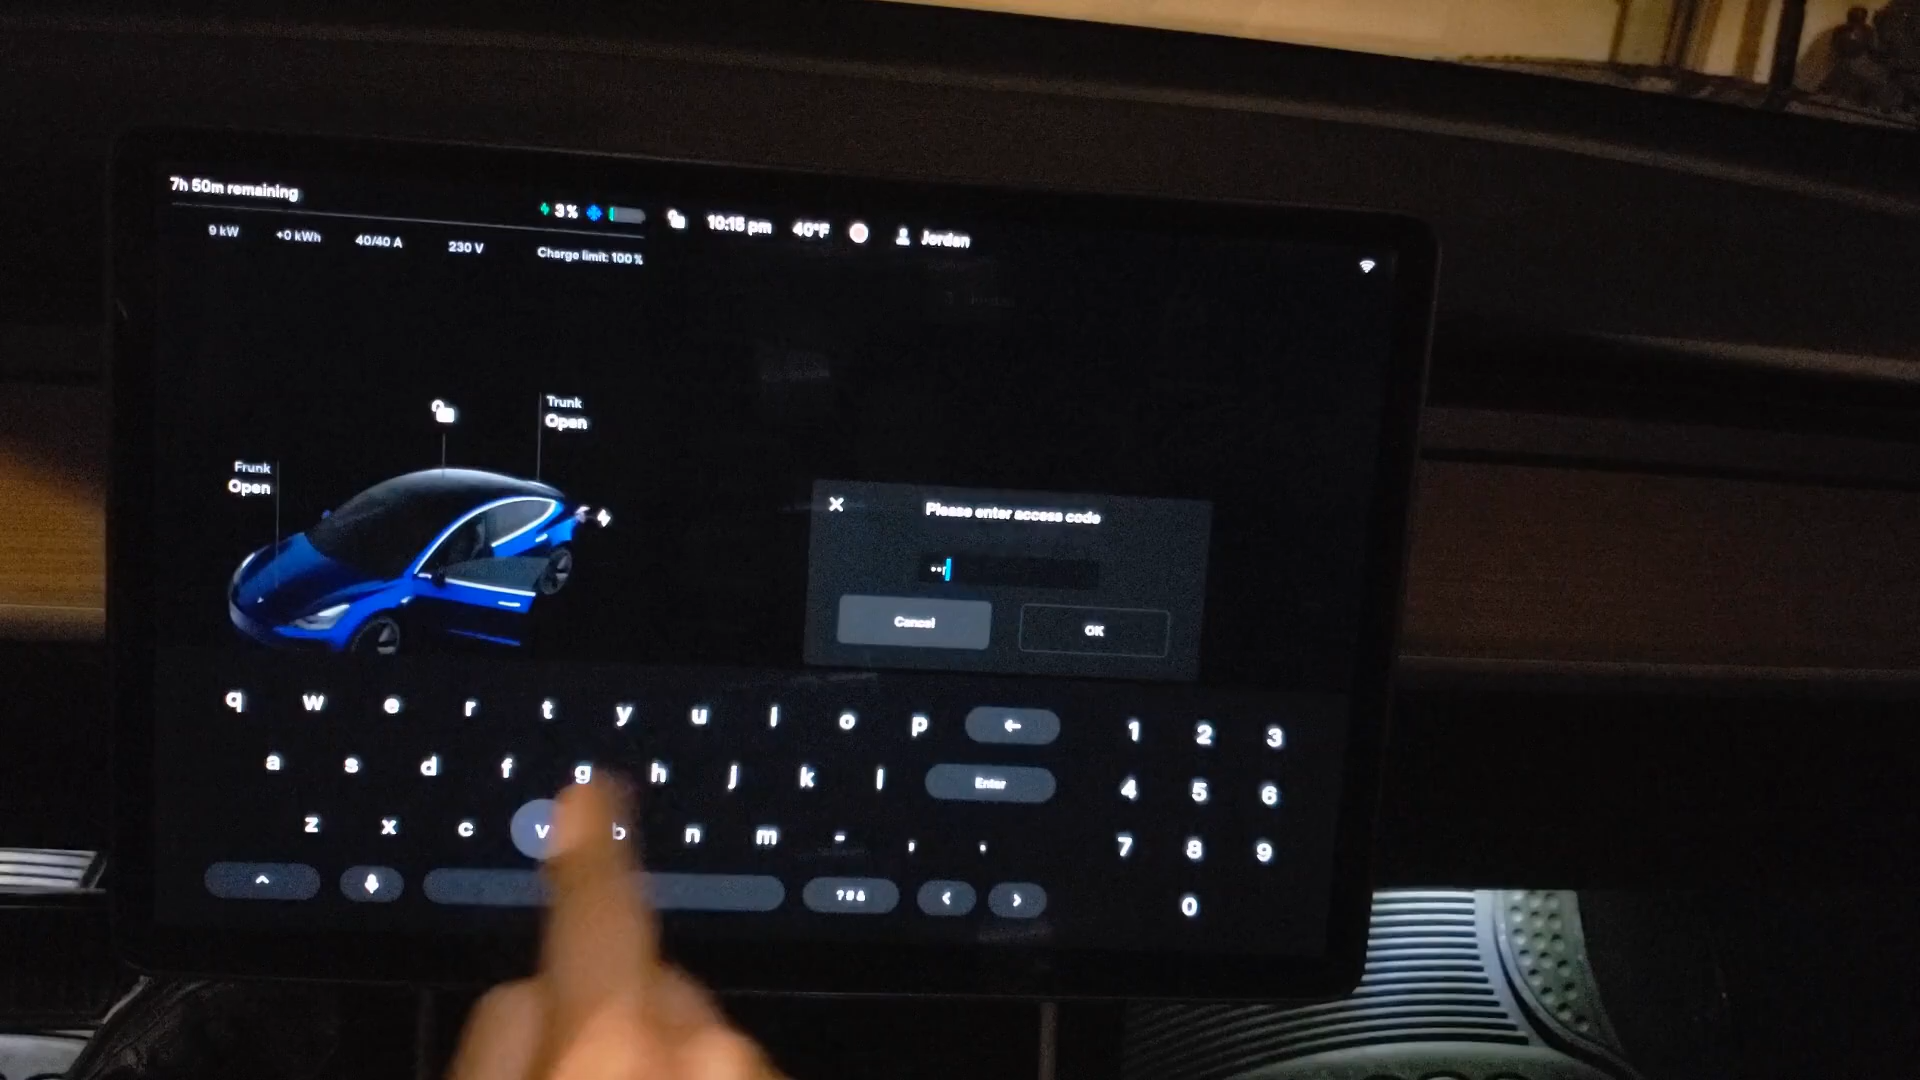 7h 50m remaining
3 %
10:15 pm
40°F
Jordan
9 kW
+0 kWh
40/40 A
230 V
Charge limit: 100 %
Trunk
Open
Frunk
Open
Please enter access code
Cancel
OK
q w e r t y u i o p
1 2 3
a s d f g h j k l
Enter
4 5 6
z x c v b n m - , .
7 8 9
?#&
0